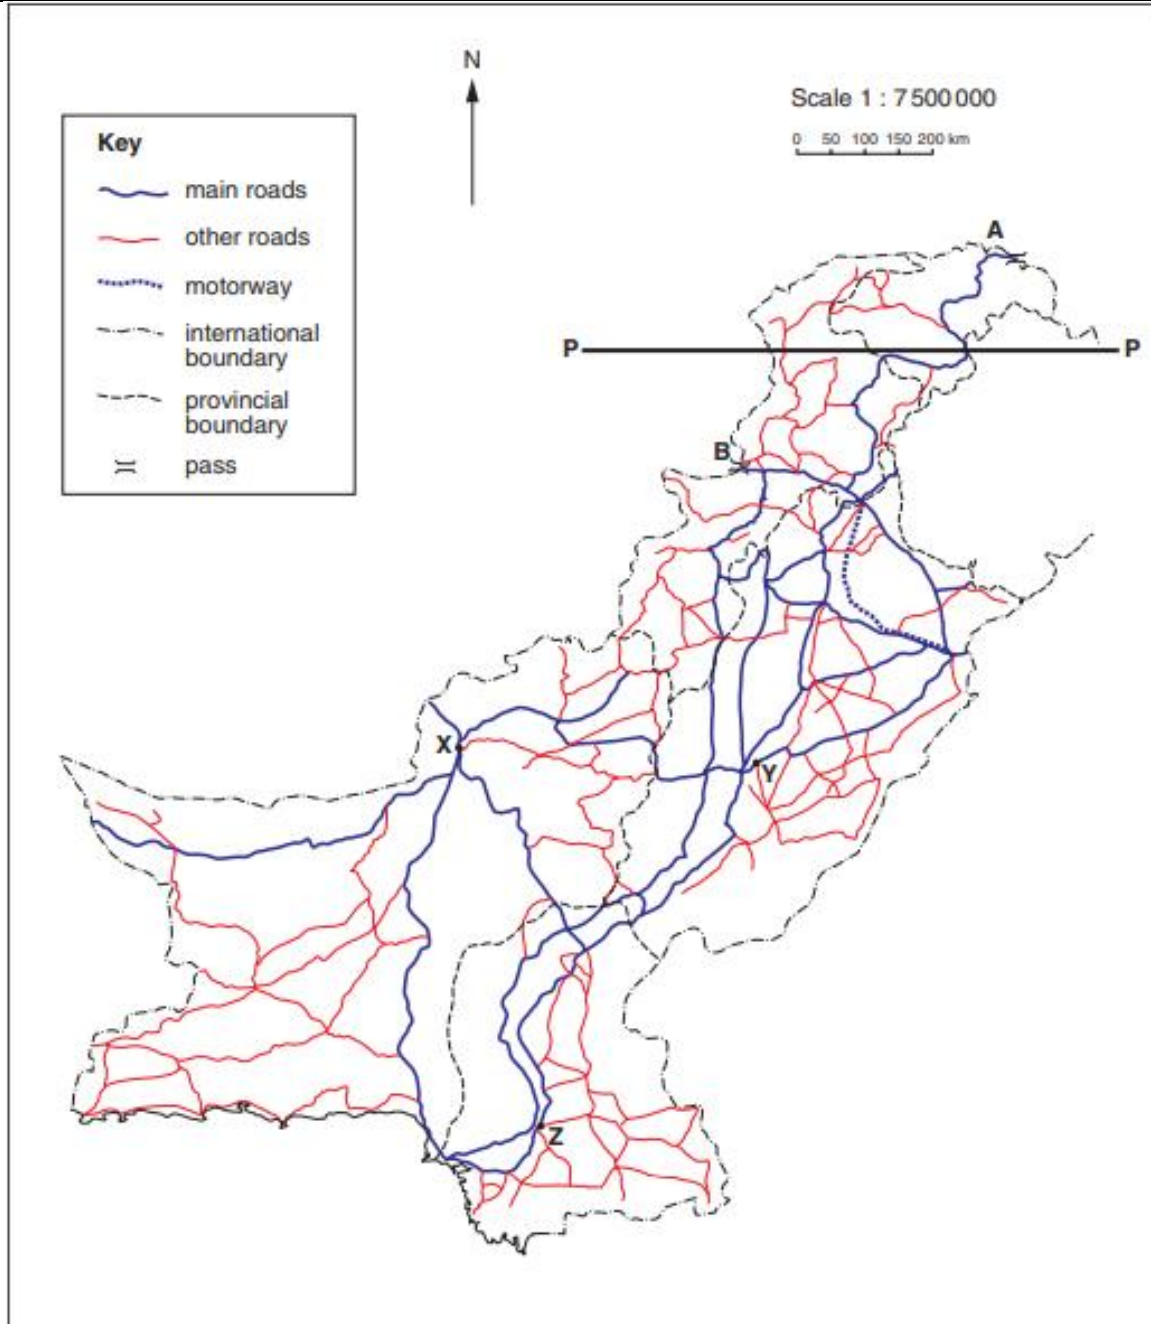 N
Scale 1 : 7 500 000
0 50 100 150 200 km
Key
main roads
other roads
motorway
international
boundary
provincial
boundary
pass
A
P P
B
X
Y
Z